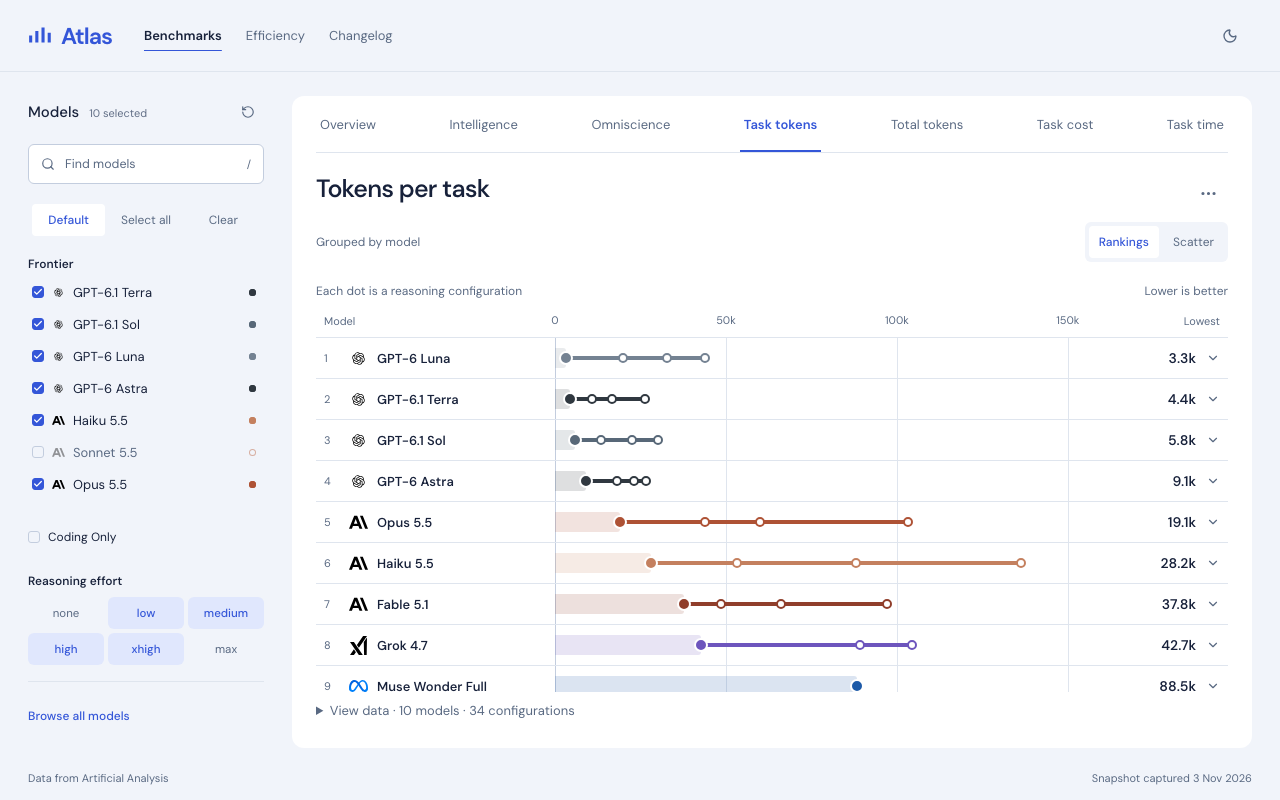 Atlas
Benchmarks
Efficiency
Changelog
Models 10 selected
Find models /
Default
Select all
Clear
Frontier
GPT-6.1 Terra
GPT-6.1 Sol
GPT-6 Luna
GPT-6 Astra
Haiku 5.5
Sonnet 5.5
Opus 5.5
Coding Only
Reasoning effort
none low medium
high xhigh max
Browse all models
Overview Intelligence Omniscience Task tokens Total tokens Task cost Task time
Tokens per task
Grouped by model
Rankings Scatter
Each dot is a reasoning configuration
Lower is better
Model 0 50k 100k 150k Lowest
1 GPT-6 Luna 3.3k
2 GPT-6.1 Terra 4.4k
3 GPT-6.1 Sol 5.8k
4 GPT-6 Astra 9.1k
5 Opus 5.5 19.1k
6 Haiku 5.5 28.2k
7 Fable 5.1 37.8k
8 Grok 4.7 42.7k
9 Muse Wonder Full 88.5k
View data · 10 models · 34 configurations
Data from Artificial Analysis
Snapshot captured 3 Nov 2026